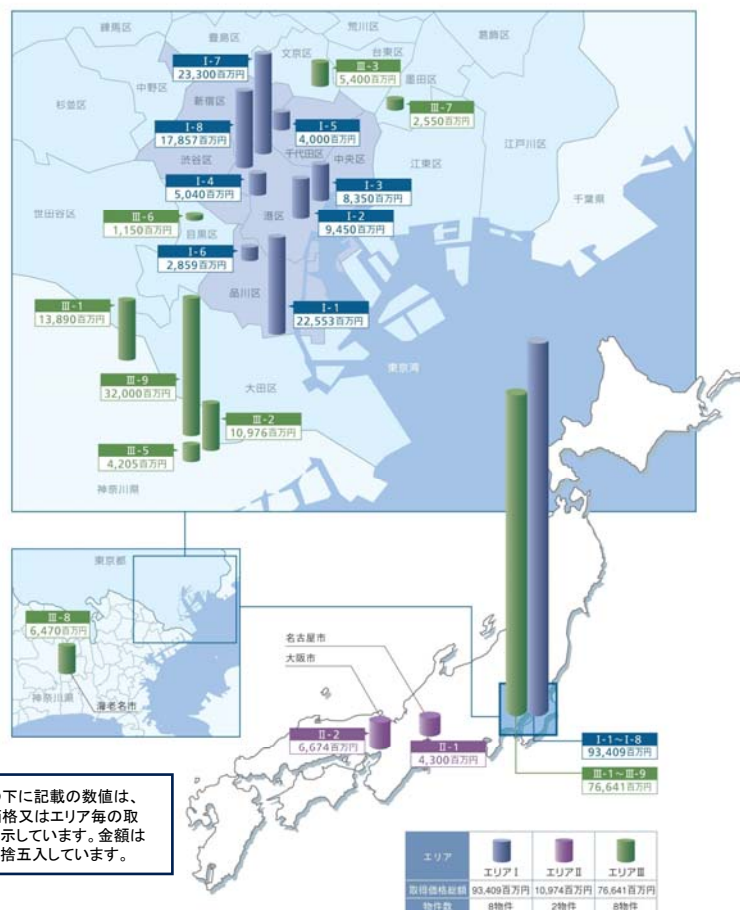 練馬区
豊島区
荒川区
葛飾区
文京区
台東区
I-7
23,300百万円
III-3
5,400百万円
中野区
墨田区
新宿区
III-7
2,550百万円
杉並区
I-8
17,857百万円
I-5
4,000百万円
江戸川区
千代田区
中央区
江東区
渋谷区
I-4
5,040百万円
I-3
8,350百万円
千葉県
世田谷区
港区
III-6
1,150百万円
I-2
9,450百万円
目黒区
I-6
2,859百万円
品川区
III-1
13,890百万円
I-1
22,553百万円
東京湾
III-9
32,000百万円
大田区
III-2
10,976百万円
III-5
4,205百万円
神奈川県
東京都
III-8
6,470百万円
神奈川県
海老名市
名古屋市
大阪市
II-2
6,674百万円
II-1
4,300百万円
I-1～I-8
93,409百万円
III-1～III-9
76,641百万円
の下に記載の数値は、
価格又はエリア毎の取
示しています。金額は
捨五入しています。
エリア
エリアI
エリアII
エリアIII
取得価格総額 93,409百万円 10,974百万円 76,641百万円
物件数 8物件 2物件 8物件